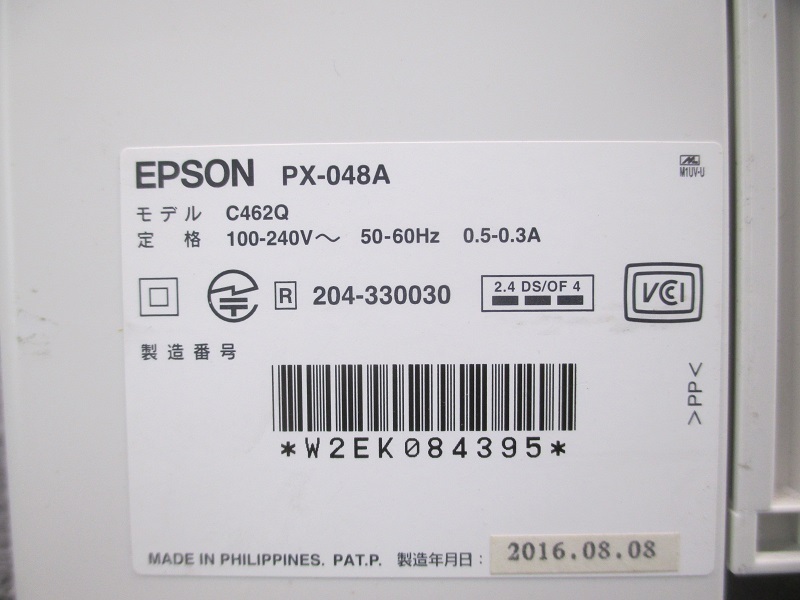 EPSON PX-048A
M1UV-U
モデル C462Q
定格 100-240V～ 50-60Hz 0.5-0.3A
R 204-330030
2.4 DS/OF 4
VCCI
製造番号
*W2EK084395*
>PP<
MADE IN PHILIPPINES. PAT.P. 製造年月日: 2016.08.08